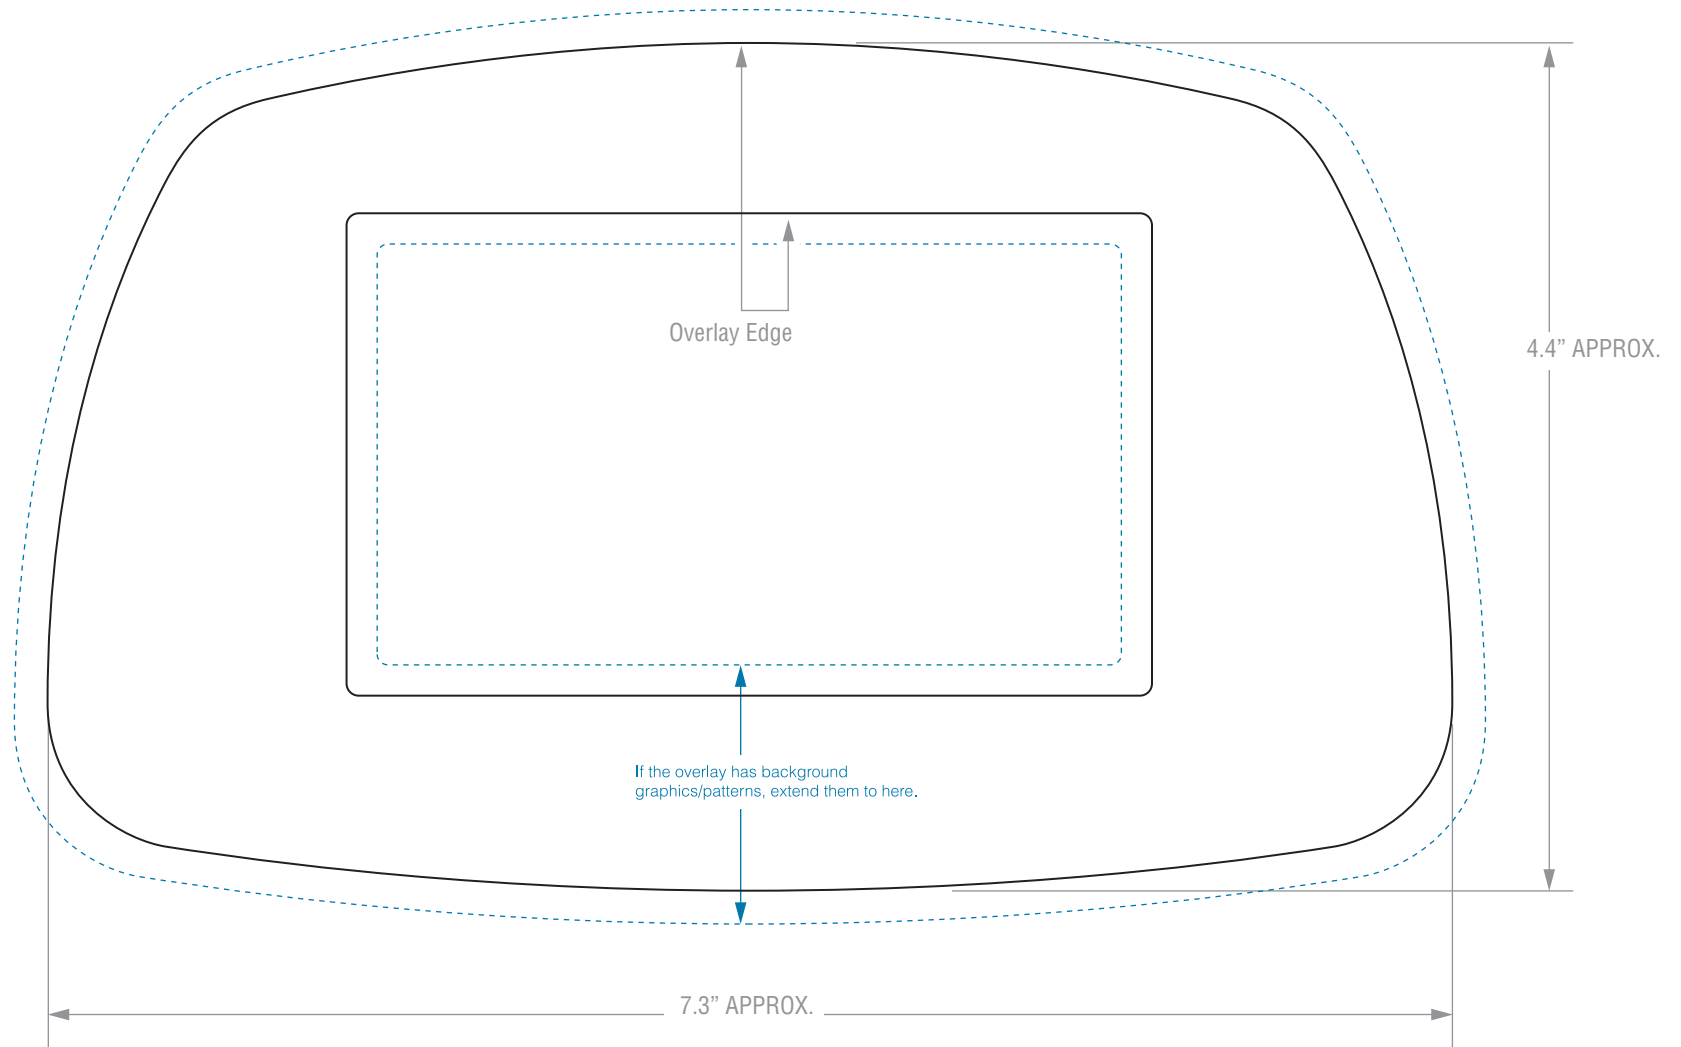 Overlay Edge
4.4” APPROX.
If the overlay has background
graphics/patterns, extend them to here.
7.3” APPROX.